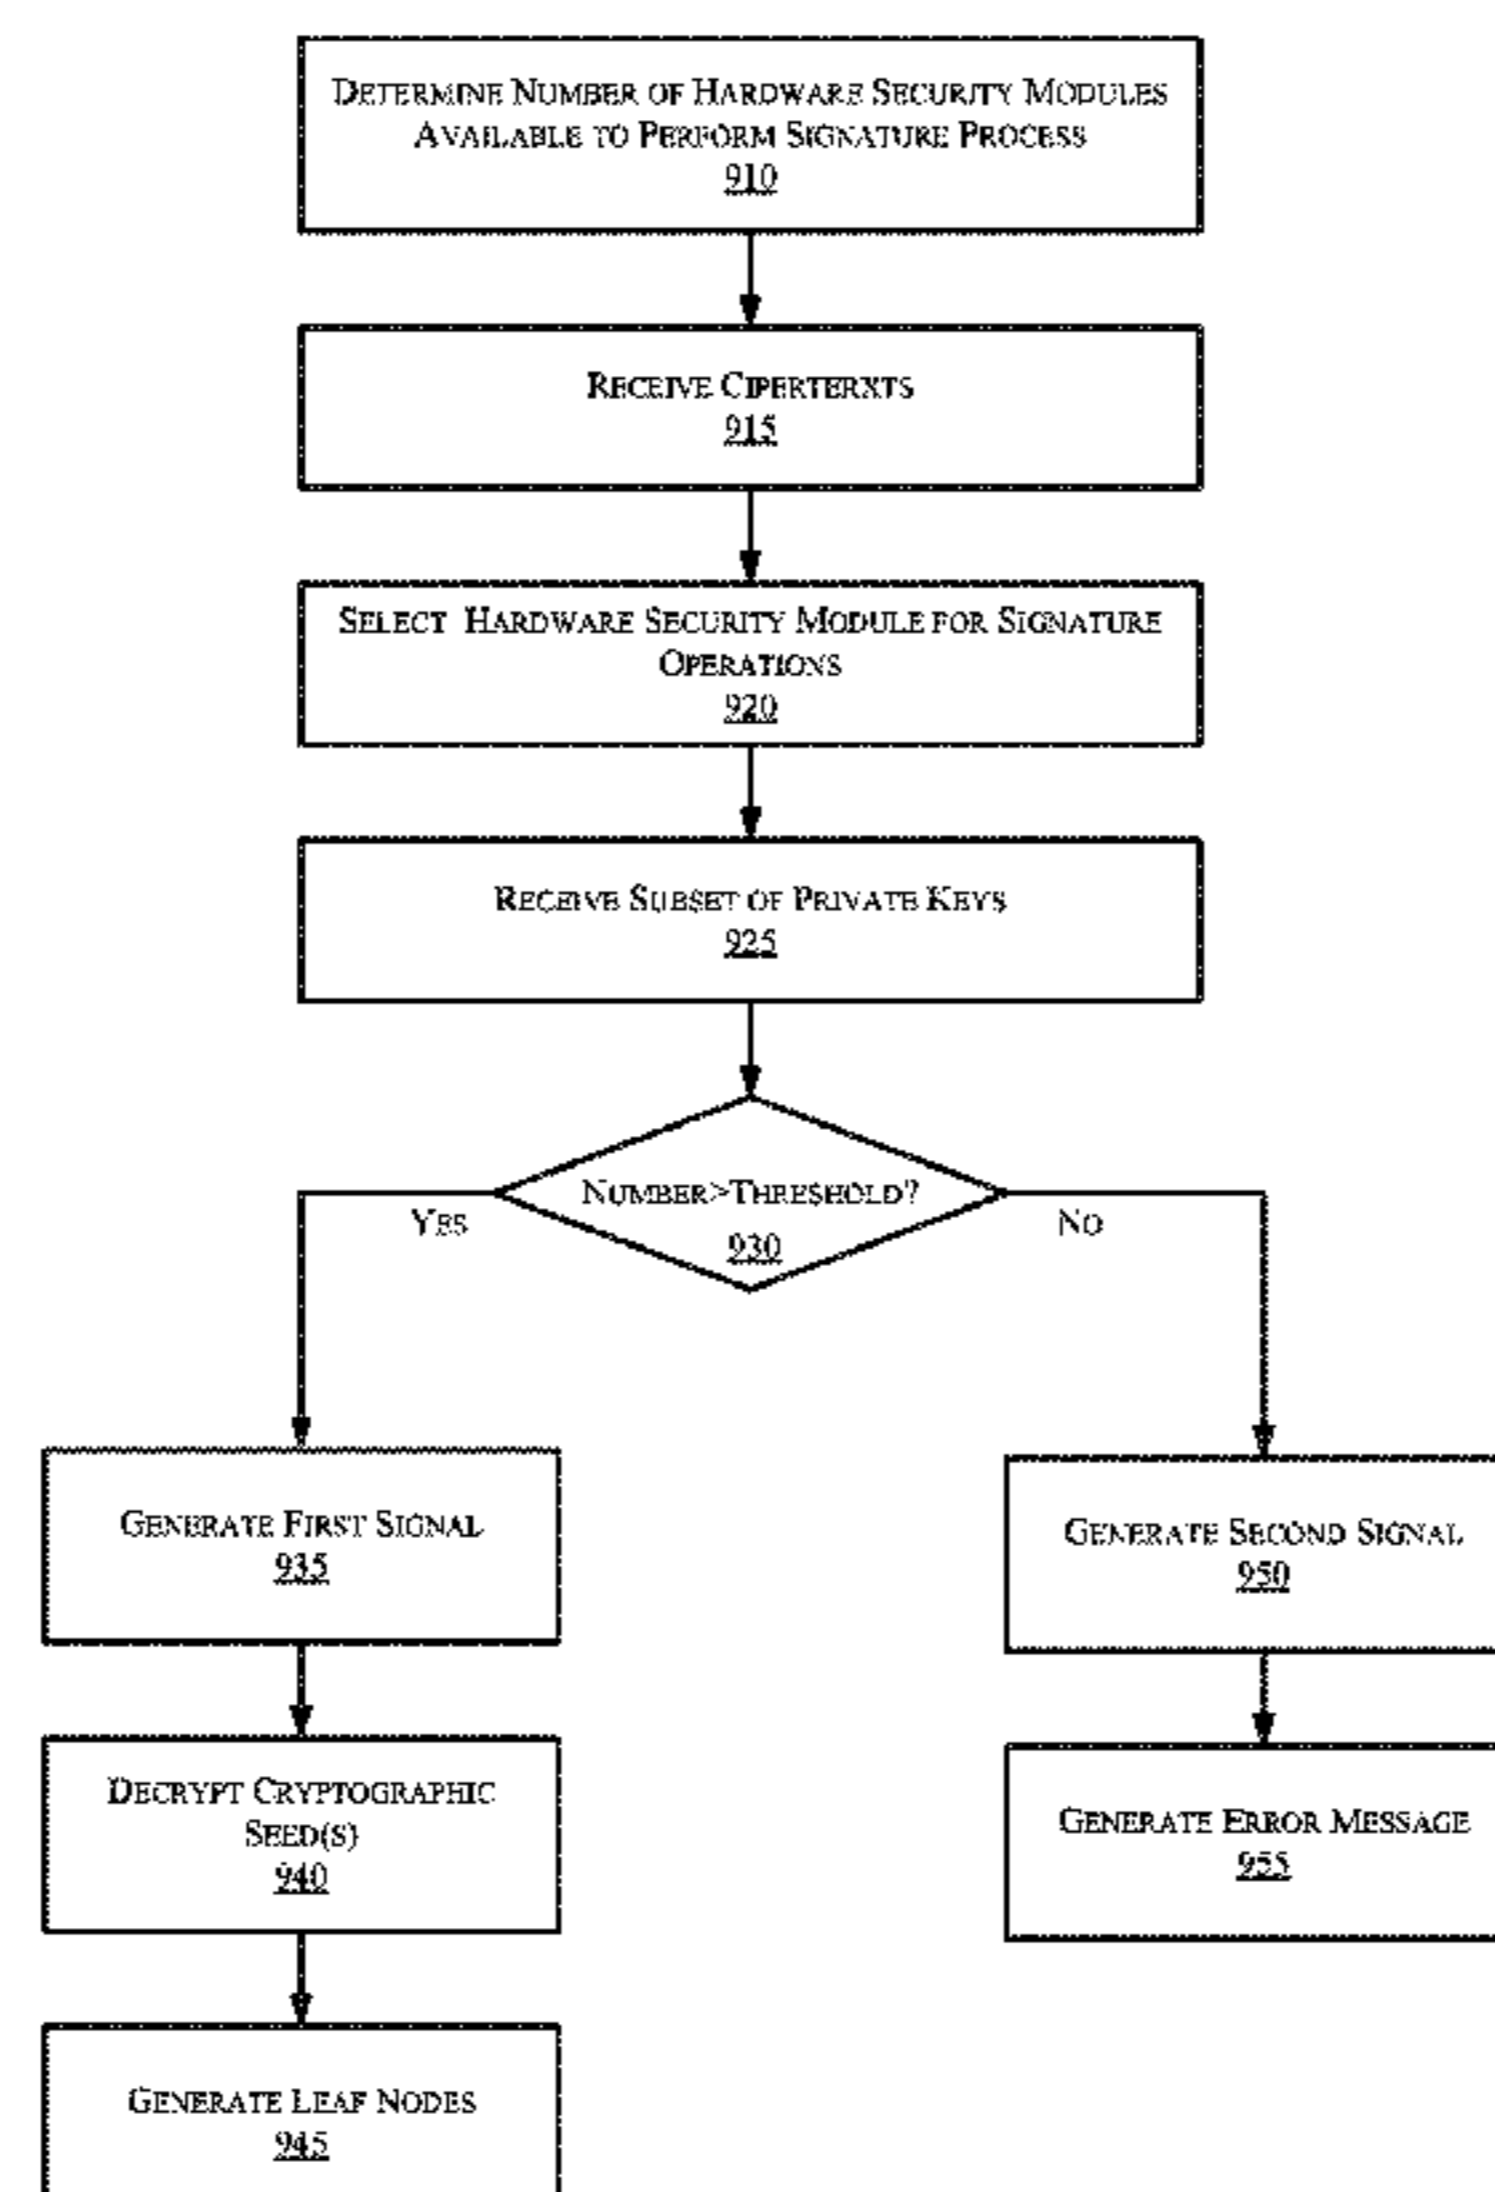 DETERMINE NUMBER OF HARDWARE SECURITY MODULES
AVAILABLE TO PERFORM SIGNATURE PROCESS
910
RECEIVE CIPERTERXTS
915
SELECT HARDWARE SECURITY MODULE FOR SIGNATURE
OPERATIONS
920
RECEIVE SUBSET OF PRIVATE KEYS
925
NUMBER>THRESHOLD?
930
YES
NO
GENERATE FIRST SIGNAL
935
GENERATE SECOND SIGNAL
950
DECRYPT CRYPTOGRAPHIC
SEED(S)
940
GENERATE ERROR MESSAGE
955
GENERATE LEAF NODES
945